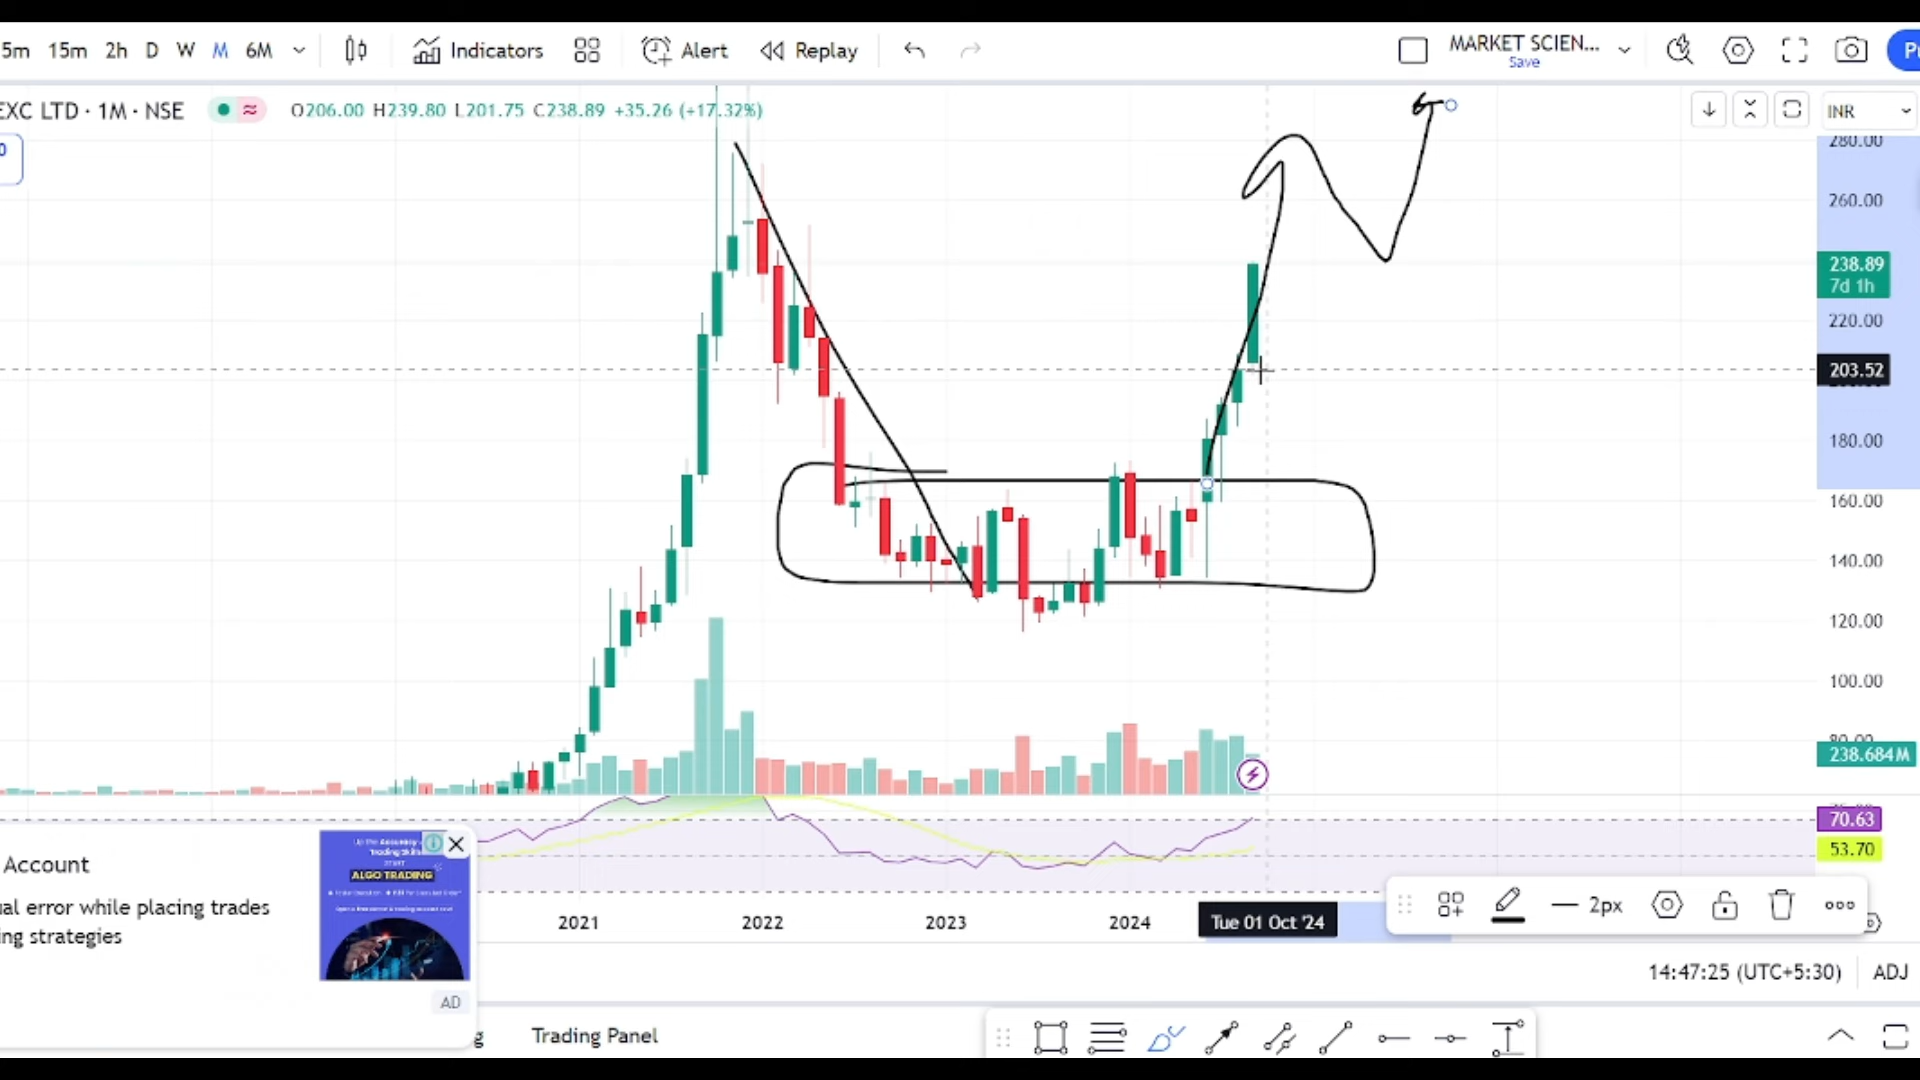 5m 15m 2h D W M 6M Indicators Alert Replay MARKET SCIEN... Save
EXC LTD · 1M · NSE O206.00 H239.80 L201.75 C238.89 +35.26 (+17.32%) INR
0
280.00
260.00
238.89
7d 1h
220.00
203.52
180.00
160.00
140.00
120.00
100.00
80.00
238.684M
70.63
53.70
Account
ual error while placing trades
ing strategies
ALGO TRADING
AD
2021 2022 2023 2024 Tue 01 Oct '24
2px
14:47:25 (UTC+5:30) ADJ
Trading Panel